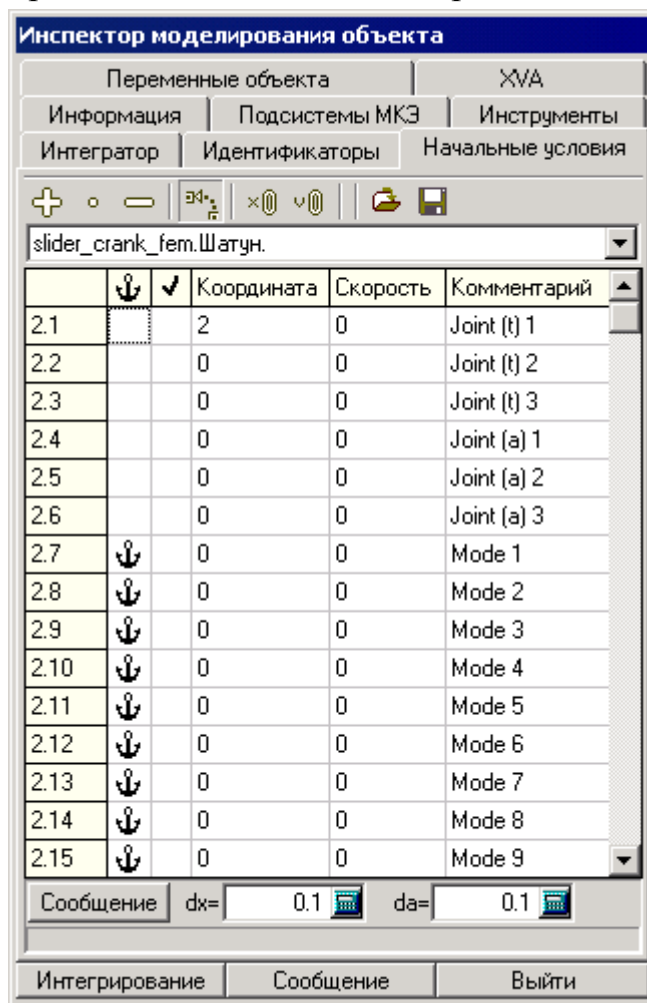 Инспектор моделирования объекта
Переменные объекта XVA
Информация Подсистемы МКЭ Инструменты
Интегратор Идентификаторы Начальные условия
slider_crank_fem.Шатун.
Координата Скорость Комментарий
2.1 2 0 Joint (t) 1
2.2 0 0 Joint (t) 2
2.3 0 0 Joint (t) 3
2.4 0 0 Joint (a) 1
2.5 0 0 Joint (a) 2
2.6 0 0 Joint (a) 3
2.7 0 0 Mode 1
2.8 0 0 Mode 2
2.9 0 0 Mode 3
2.10 0 0 Mode 4
2.11 0 0 Mode 5
2.12 0 0 Mode 6
2.13 0 0 Mode 7
2.14 0 0 Mode 8
2.15 0 0 Mode 9
Сообщение dx= 0.1 da= 0.1
Интегрирование Сообщение Выйти